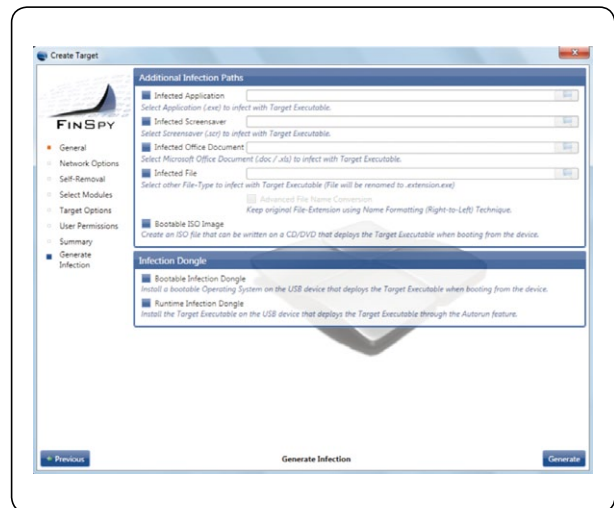 Create Target
FinSpy
General
Network Options
Self-Removal
Select Modules
Target Options
User Permissions
Summary
Generate Infection
Additional Infection Paths
Infected Application
Select Application (.exe) to infect with Target Executable.
Infected Screensaver
Select Screensaver (.scr) to infect with Target Executable.
Infected Office Document
Select Microsoft Office Document (.doc / .xls) to infect with Target Executable.
Infected File
Select other File-Type to infect with Target Executable (File will be renamed to .extension.exe)
Advanced File Name Conversion
Keep original File-Extension using Name Formatting (Right-to-Left) Technique.
Bootable ISO Image
Create an ISO file that can be written on a CD/DVD that deploys the Target Executable when booting from the device.
Infection Dongle
Bootable Infection Dongle
Install a bootable Operating System on the USB device that deploys the Target Executable when booting from the device.
Runtime Infection Dongle
Install the Target Executable on the USB device that deploys the Target Executable through the Autorun feature.
Previous
Generate Infection
Generate